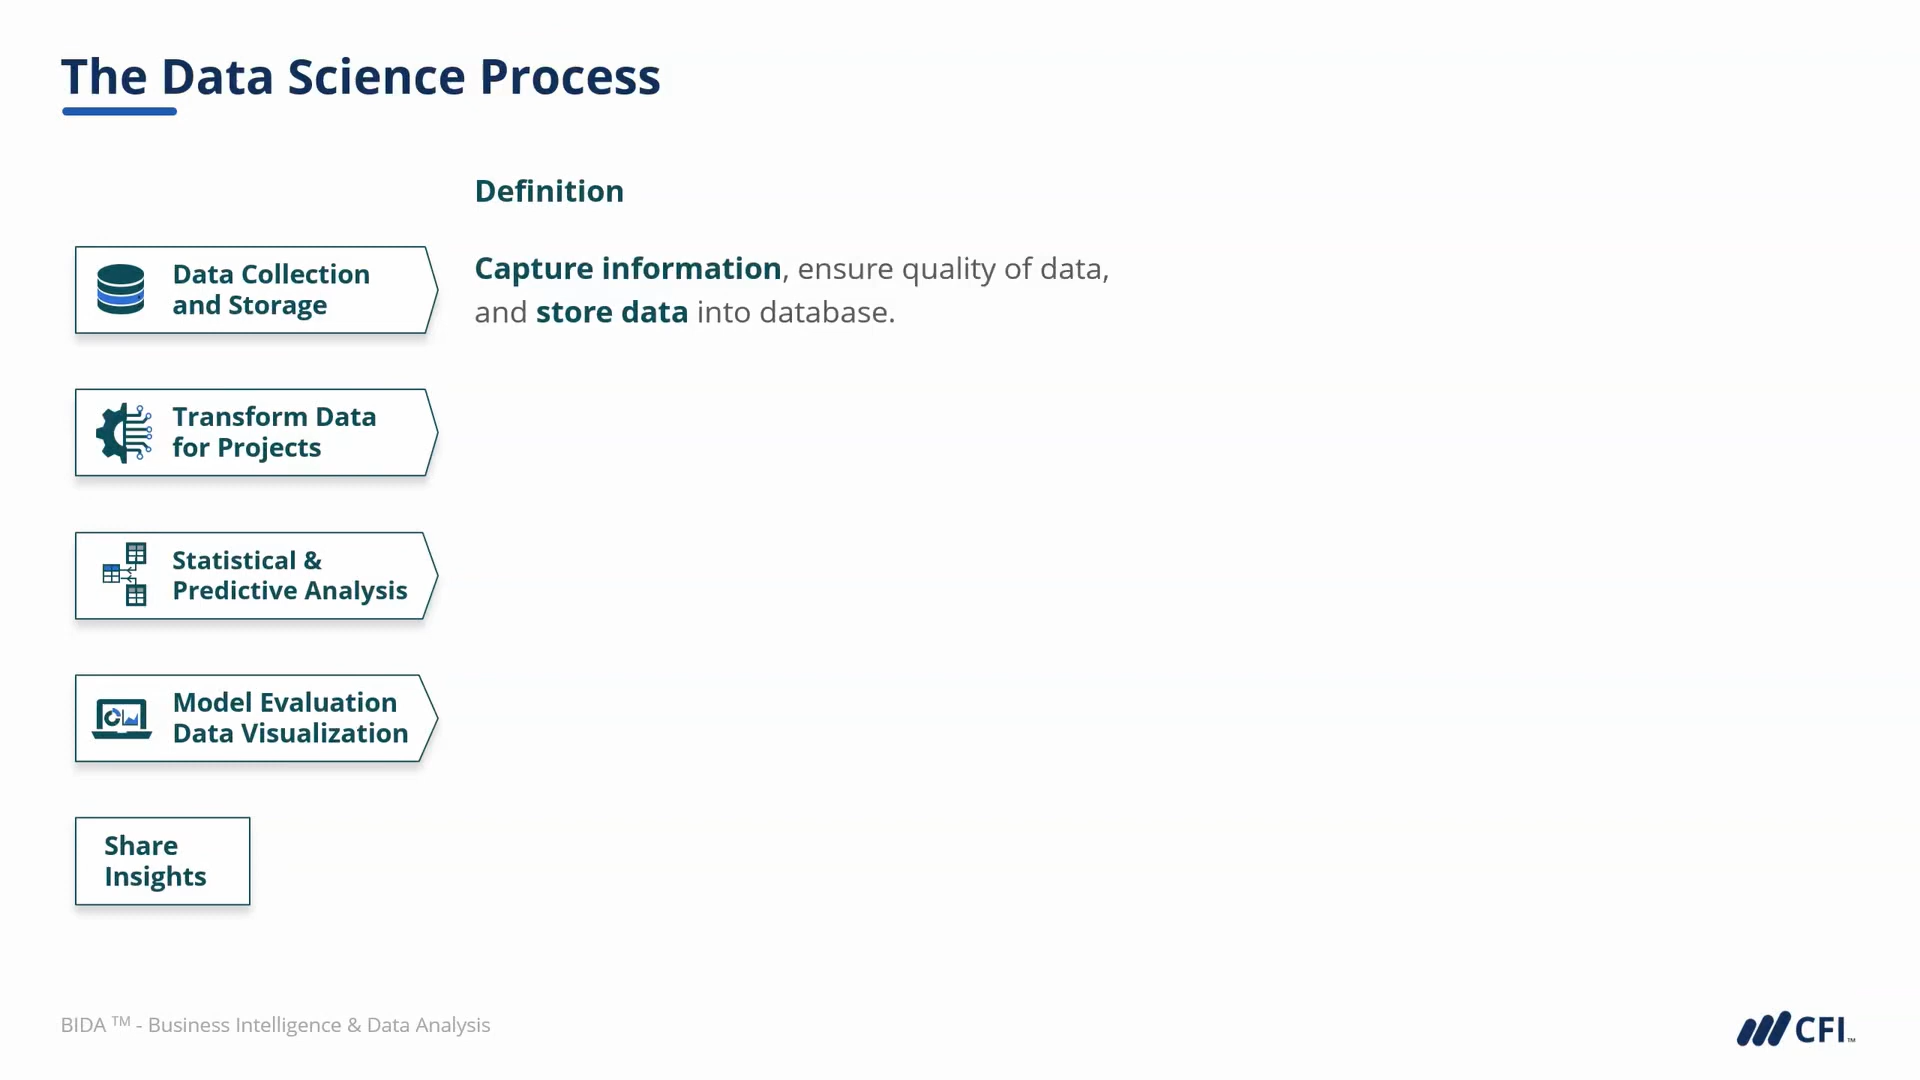 The Data Science Process
Definition
Data Collection
and Storage
Capture information, ensure quality of data,
and store data into database.
Transform Data
for Projects
Statistical &
Predictive Analysis
Model Evaluation
Data Visualization
Share
Insights
BIDA ™ - Business Intelligence & Data Analysis
CFI™